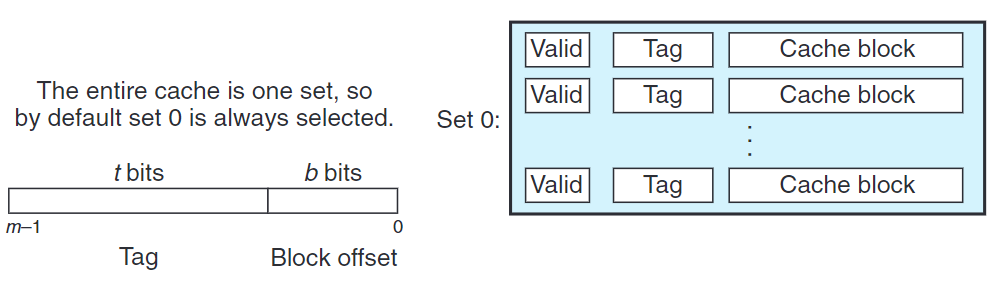 The entire cache is one set, so
by default set 0 is always selected.
t bits
b bits
m–1
0
Tag
Block offset
Set 0:
Valid
Tag
Cache block
Valid
Tag
Cache block
Valid
Tag
Cache block